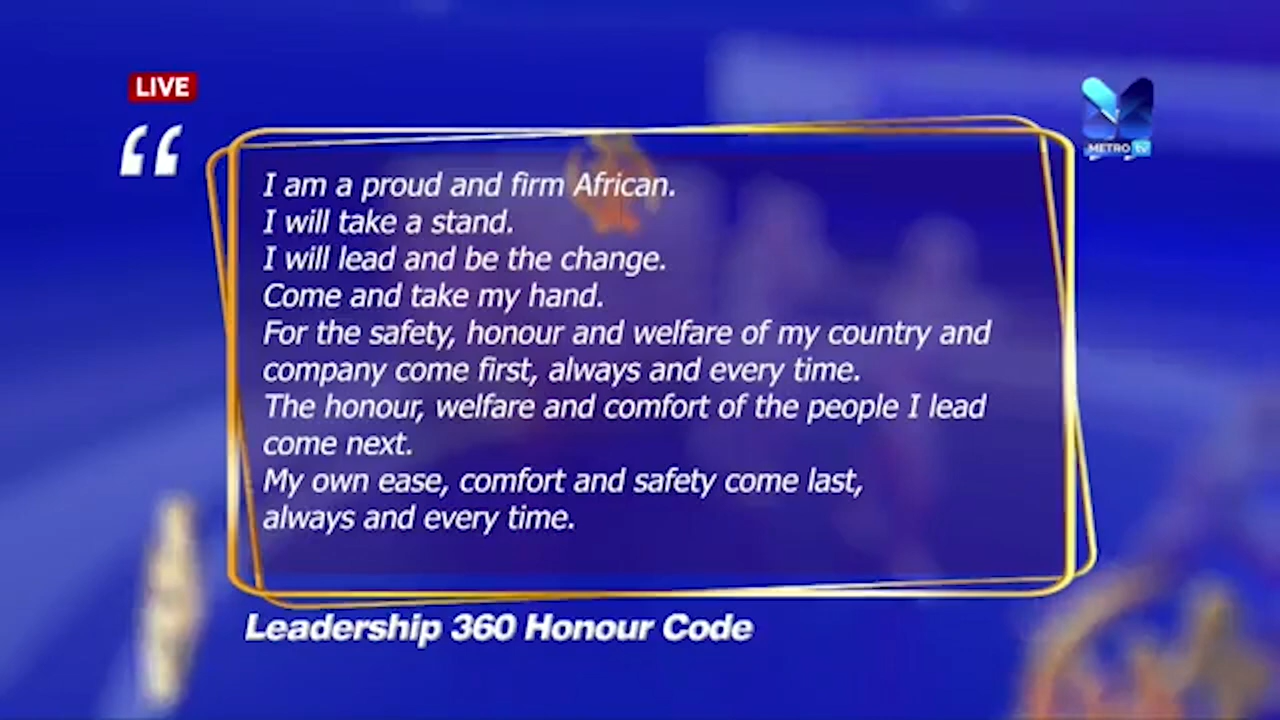 LIVE
METRO tv
“
I am a proud and firm African.
I will take a stand.
I will lead and be the change.
Come and take my hand.
For the safety, honour and welfare of my country and
company come first, always and every time.
The honour, welfare and comfort of the people I lead
come next.
My own ease, comfort and safety come last,
always and every time.
Leadership 360 Honour Code